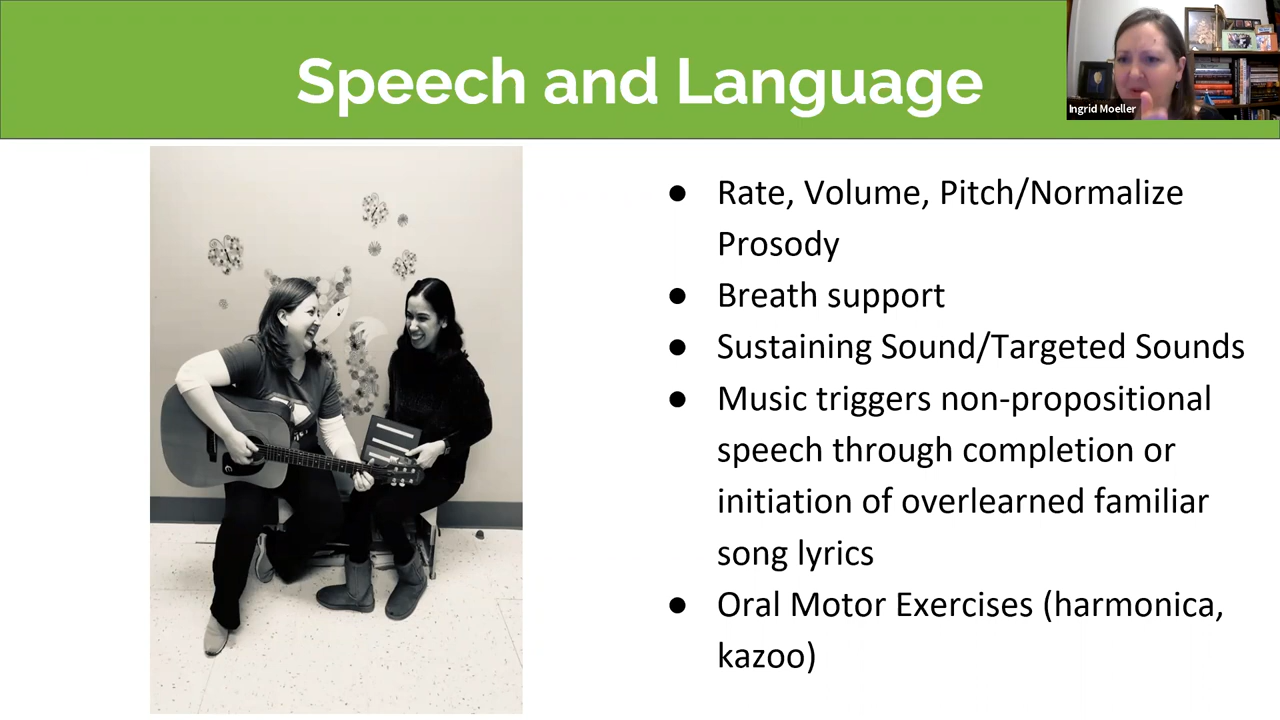 Speech and Language
Ingrid Moeller
● Rate, Volume, Pitch/Normalize
Prosody
● Breath support
● Sustaining Sound/Targeted Sounds
● Music triggers non-propositional
speech through completion or
initiation of overlearned familiar
song lyrics
● Oral Motor Exercises (harmonica,
kazoo)